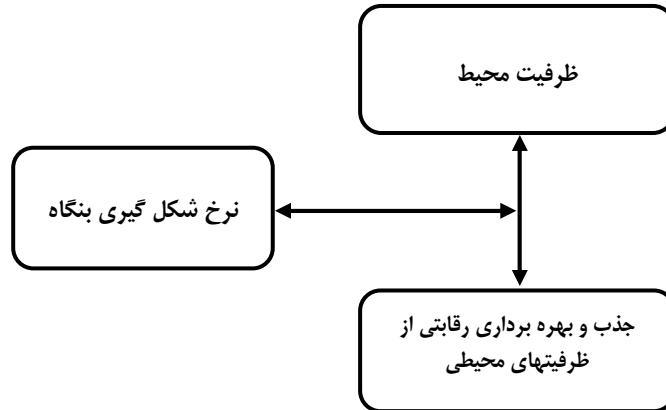 ظرفیت محیط
نرخ شکل گیری بنگاه
جذب و بهره برداری رقابتی از
ظرفیتهای محیطی